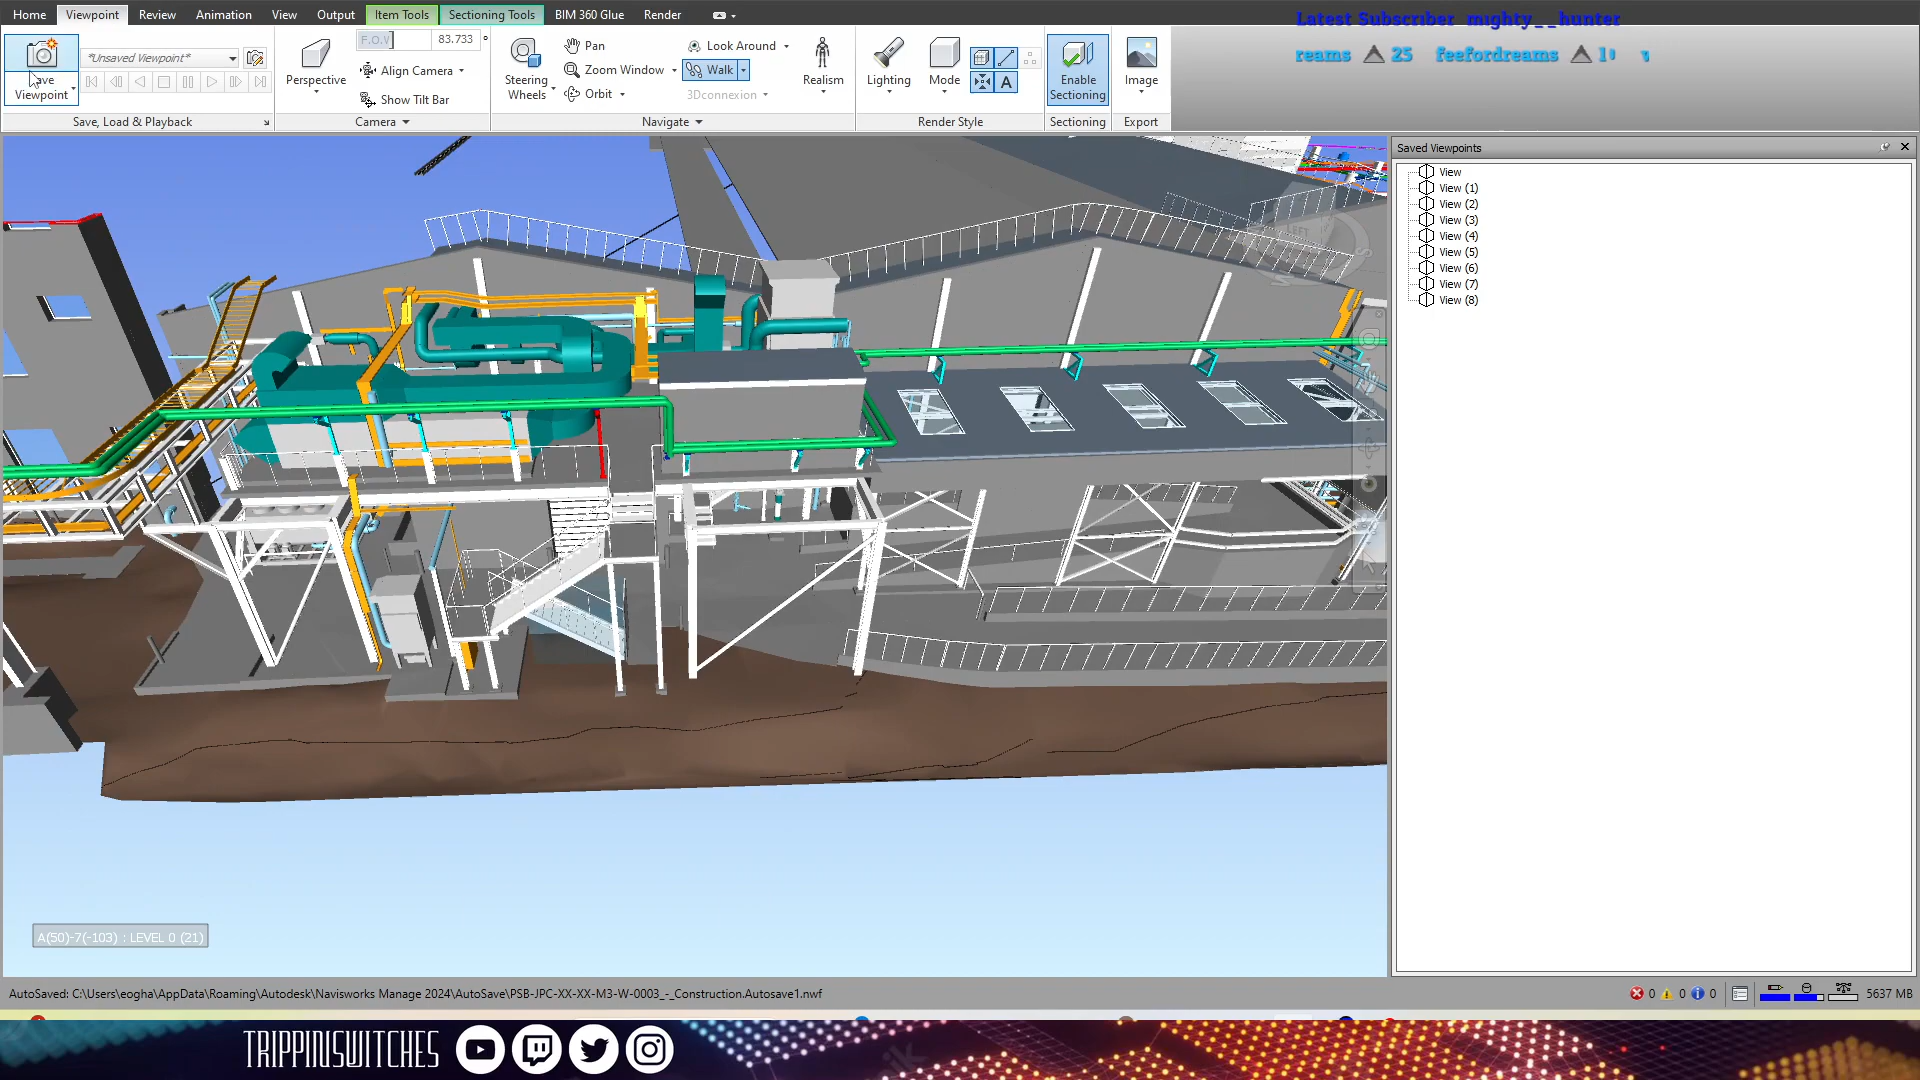 Home Viewpoint Review Animation View Output Item Tools Sectioning Tools BIM 360 Glue Render
Latest Subscriber mighty__hunter
reams 25 feefordreams
Save Viewpoint
*Unsaved Viewpoint*
Save, Load & Playback
Perspective
F.O.V 83.733 °
Align Camera
Show Tilt Bar
Camera
Steering Wheels
Pan
Zoom Window
Orbit
Look Around
Walk
3Dconnexion
Realism
Navigate
Lighting
Mode
A
Render Style
Enable Sectioning
Sectioning
Image
Export
Saved Viewpoints
View
View (1)
View (2)
View (3)
View (4)
View (5)
View (6)
View (7)
View (8)
A(50)-7(-103) : LEVEL 0 (21)
AutoSaved: C:\Users\eogha\AppData\Roaming\Autodesk\Navisworks Manage 2024\AutoSave\PSB-JPC-XX-XX-M3-W-0003_-_Construction.Autosave1.nwf
0 0 0 5637 MB
TRIPPINSWITCHES